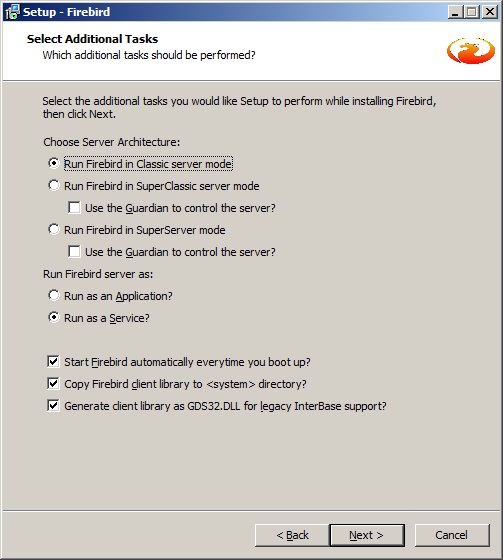 Setup - Firebird
Select Additional Tasks
Which additional tasks should be performed?
Select the additional tasks you would like Setup to perform while installing Firebird,
then click Next.
Choose Server Architecture:
Run Firebird in Classic server mode
Run Firebird in SuperClassic server mode
Use the Guardian to control the server?
Run Firebird in SuperServer mode
Use the Guardian to control the server?
Run Firebird server as:
Run as an Application?
Run as a Service?
Start Firebird automatically everytime you boot up?
Copy Firebird client library to <system> directory?
Generate client library as GDS32.DLL for legacy InterBase support?
< Back
Next >
Cancel